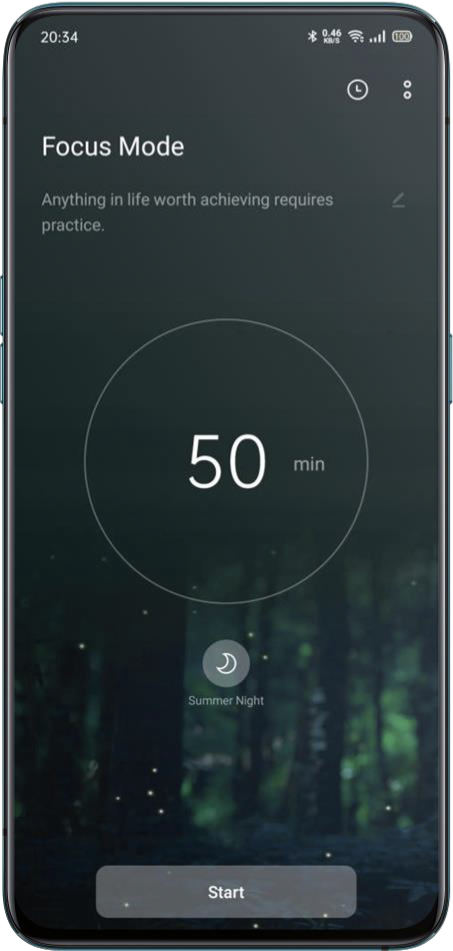 20:34 0.46 KB/S 100
Focus Mode
Anything in life worth achieving requires
practice.
50 min
Summer Night
Start